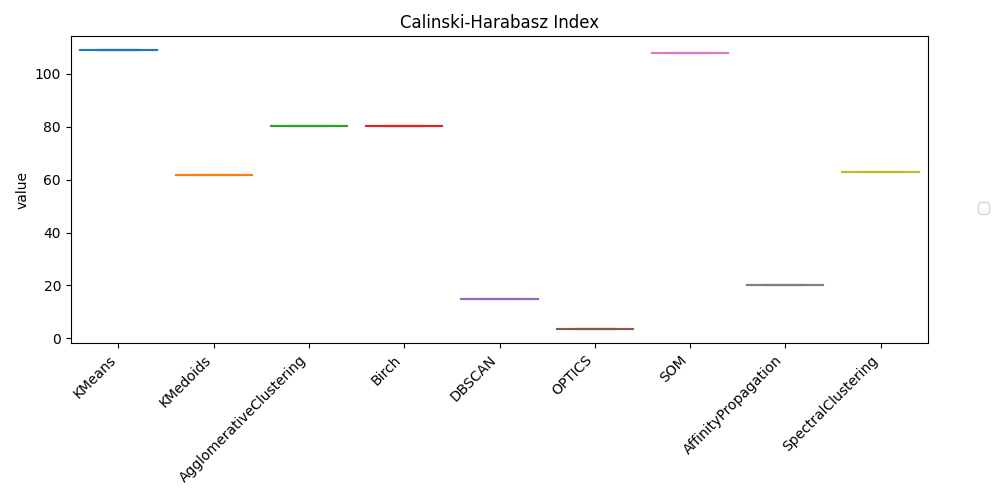 Calinski-Harabasz Index
value
100
80
60
40
20
0
KMeans
KMedoids
AgglomerativeClustering
Birch
DBSCAN
OPTICS
SOM
AffinityPropagation
SpectralClustering